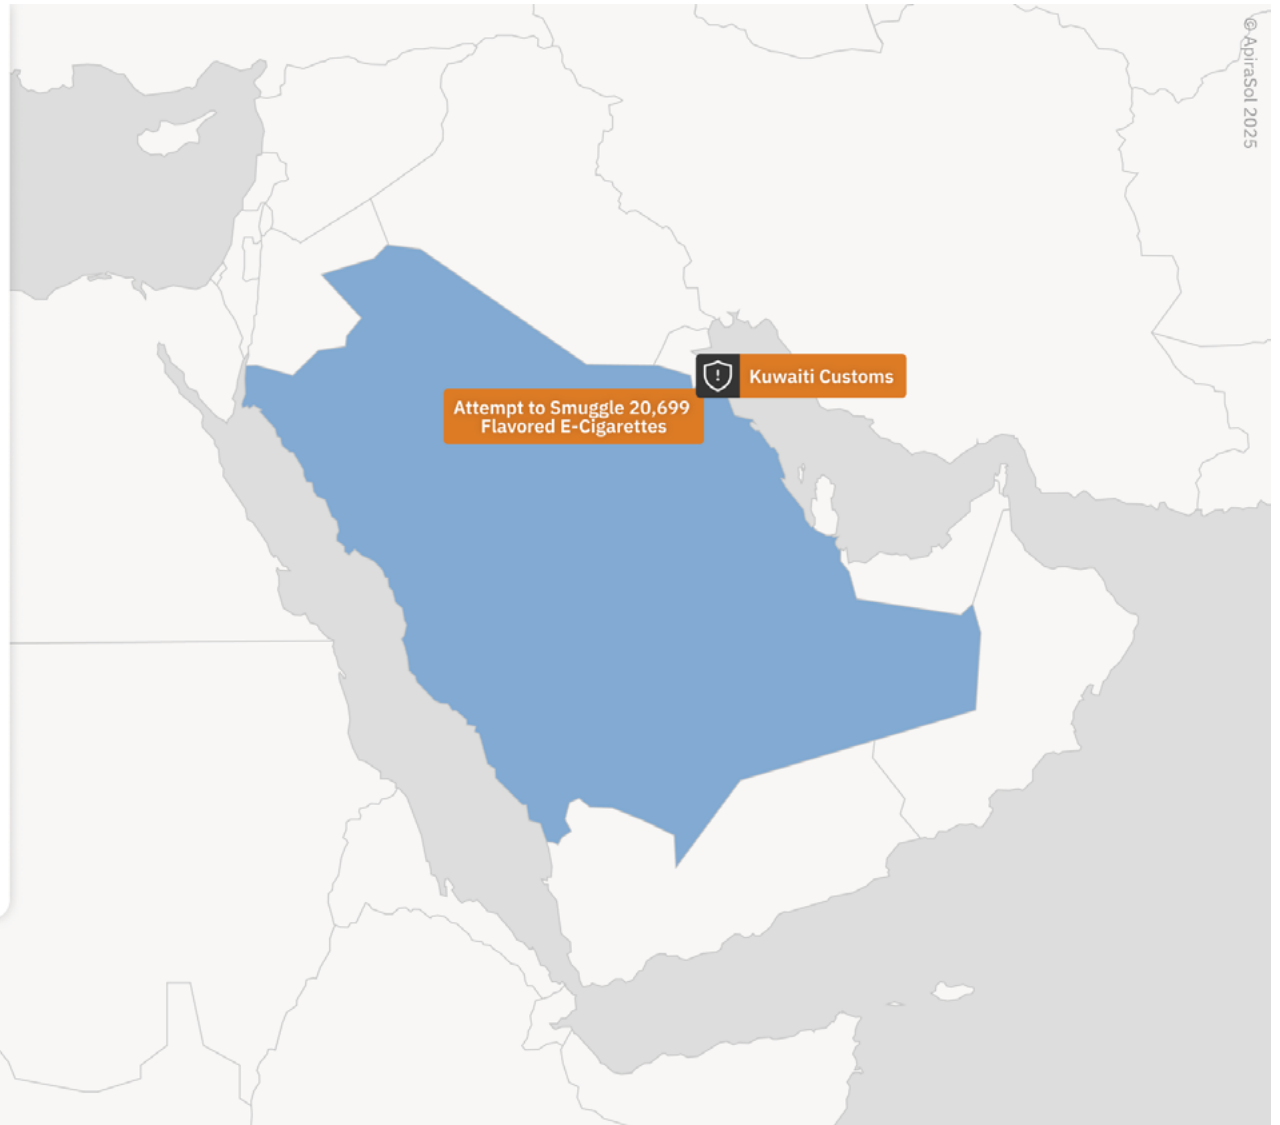 © ApiraSol 2025
Kuwaiti Customs
Attempt to Smuggle 20,699
Flavored E-Cigarettes